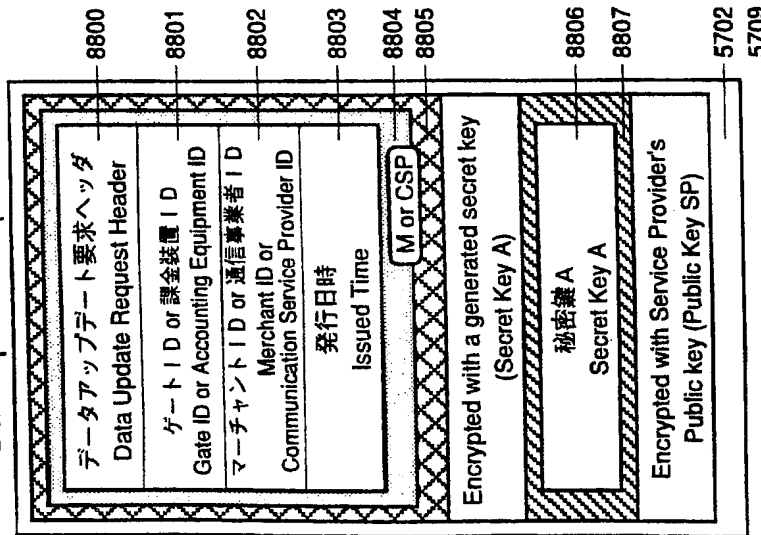 データアップデート要求ヘッダ
Data Update Request Header
8800
ゲートID or 課金装置ID
Gate ID or Accounting Equipment ID
8801
マーチャントID or 通信事業者ID
Merchant ID or
Communication Service Provider ID
8802
発行日時
Issued Time
8803
8804
M or CSP
8805
Encrypted with a generated secret key
(Secret Key A)
秘密鍵A
Secret Key A
8806
8807
Encrypted with Service Provider's
Public key (Public Key SP)
5702
5709